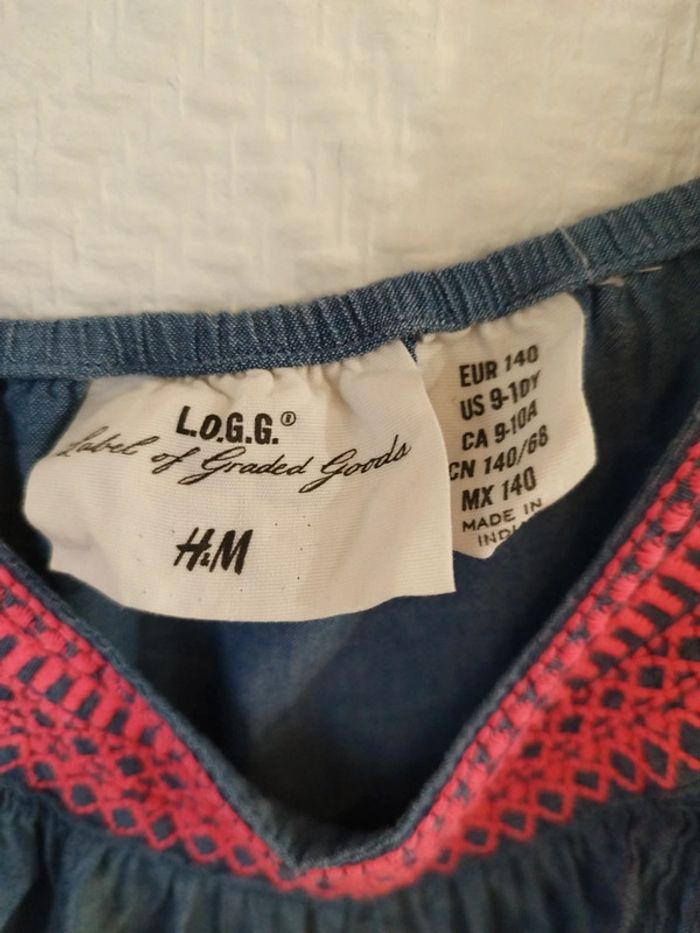 L.O.G.G.®
Label of Graded Goods
H&M
EUR 140
US 9-10Y
CA 9-10A
CN 140/68
MX 140
MADE IN